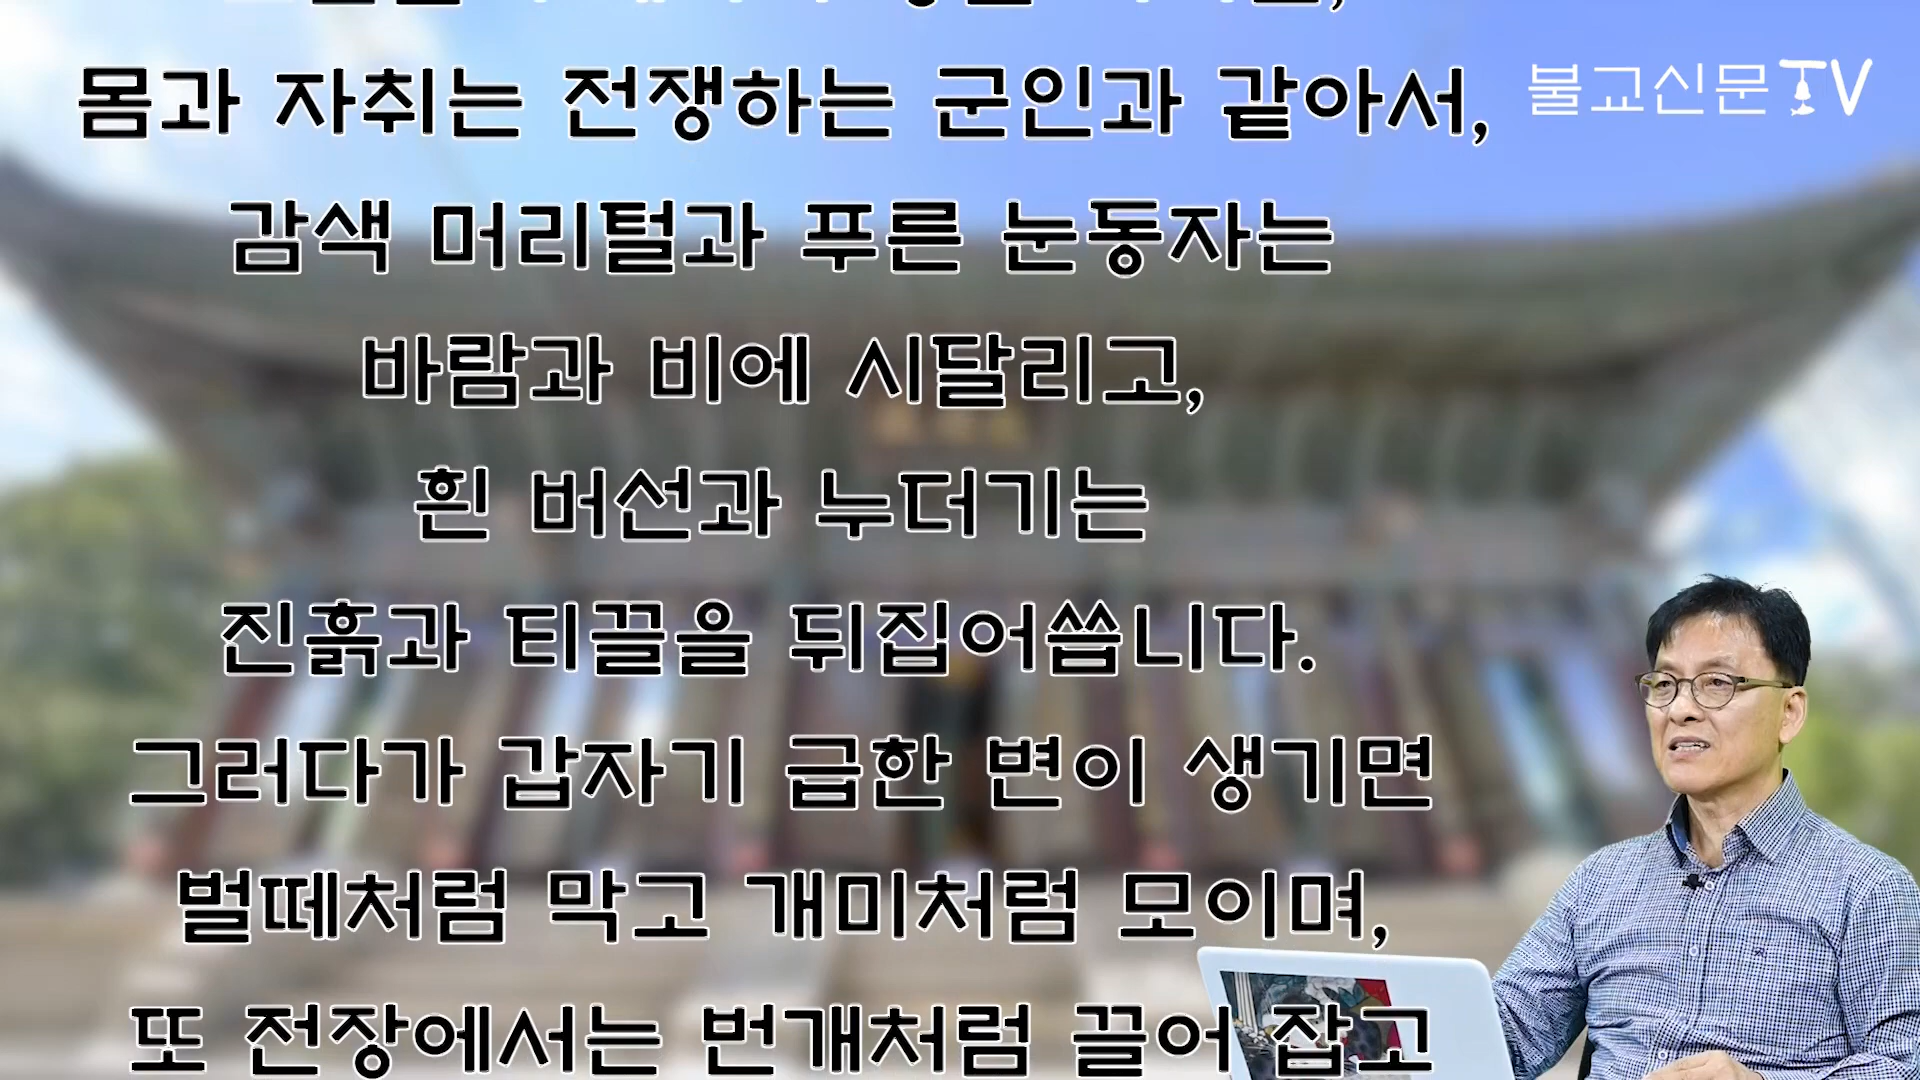 몸과 자취는 전쟁하는 군인과 같아서,
불교신문TV
감색 머리털과 푸른 눈동자는
바람과 비에 시달리고,
흰 버선과 누더기는
진흙과 티끌을 뒤집어씁니다.
그러다가 갑자기 급한 변이 생기면
벌떼처럼 막고 개미처럼 모이며,
또 전장에서는 번개처럼 끌어 잡고